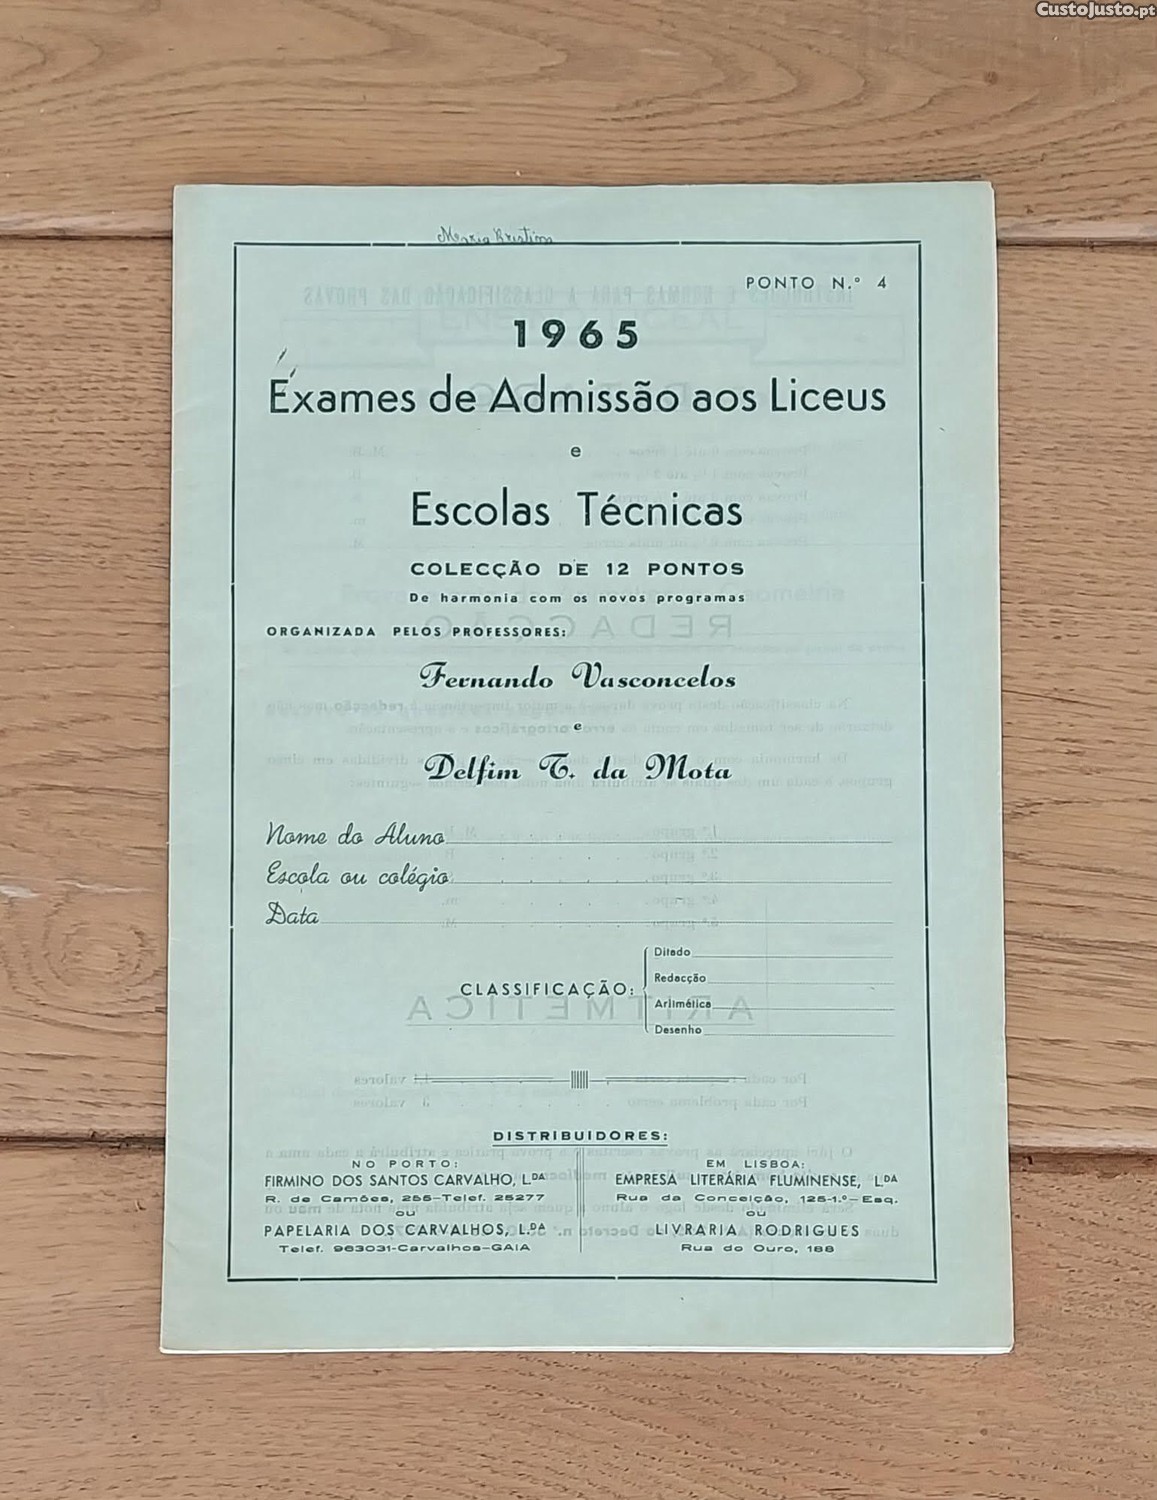 CustoJusto.pt
Maria Cristina
PONTO N.º 4
1965
Exames de Admissão aos Liceus
e
Escolas Técnicas
COLECÇÃO DE 12 PONTOS
De harmonia com os novos programas
ORGANIZADA PELOS PROFESSORES:
Fernando Vasconcelos
e
Delfim T. da Mota
Nome do Aluno
Escola ou colégio
Data
CLASSIFICAÇÃO:
Ditado
Redacção
Aritmética
Desenho
DISTRIBUIDORES:
NO PORTO:
FIRMINO DOS SANTOS CARVALHO, L.DA
R. de Camões, 255-Telef. 25277
ou
PAPELARIA DOS CARVALHOS, L.DA
Telef. 963031-Carvalhos-GAIA
EM LISBOA:
EMPRESA LITERÁRIA FLUMINENSE, L.DA
Rua da Conceição, 125-1.º-Esq.
ou
LIVRARIA RODRIGUES
Rua do Ouro, 188